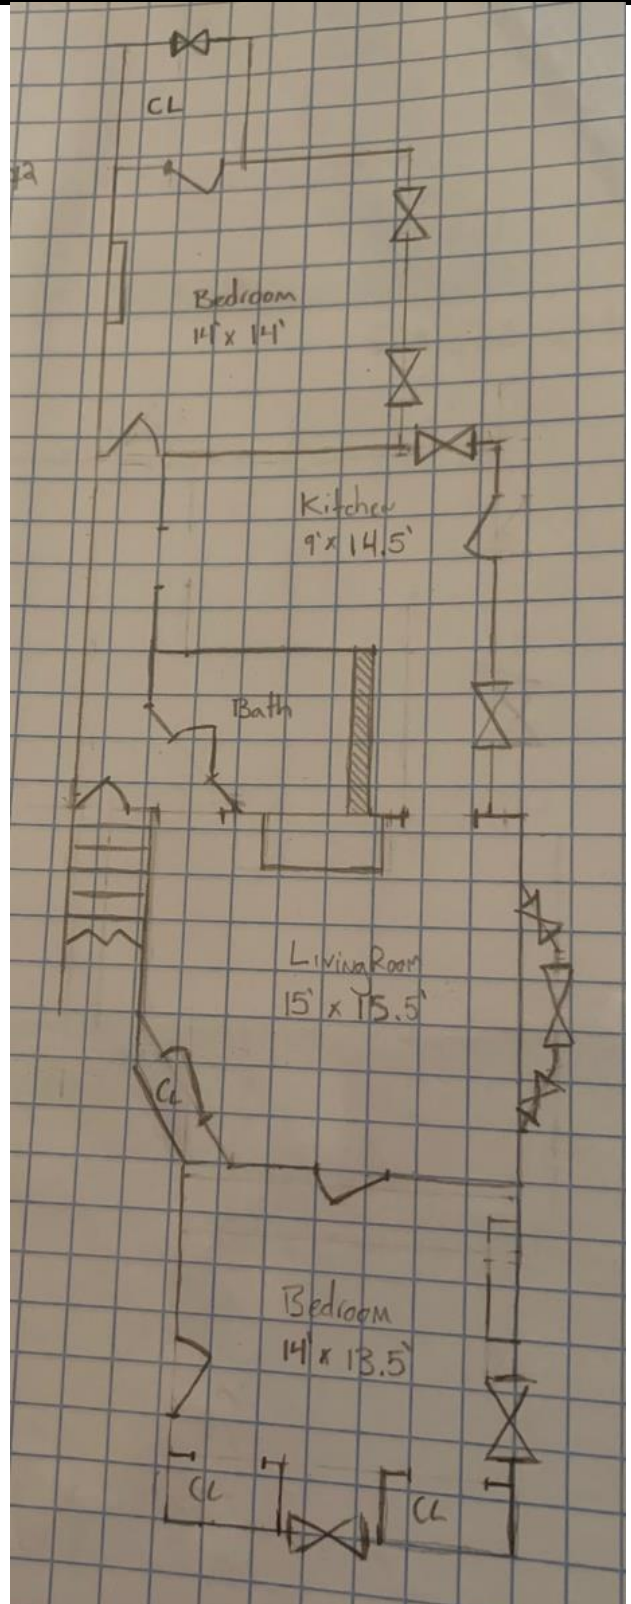 CL
Bedroom
14' x 14'
Kitchen
9' x 14.5'
Bath
Living Room
15' x 15.5'
CL
Bedroom
14' x 13.5'
CL
CL